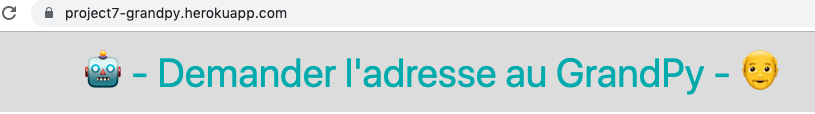 project7-grandpy.herokuapp.com
🤖 - Demander l'adresse au GrandPy - 👴